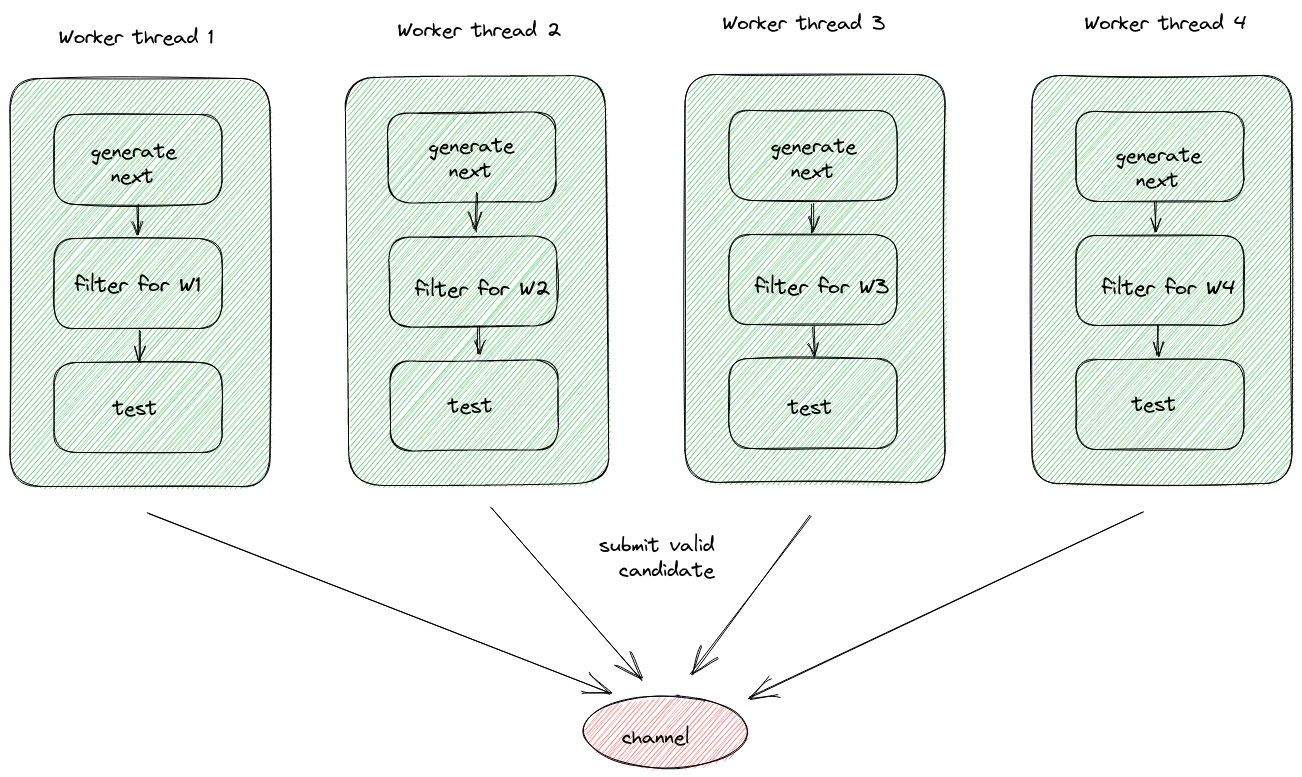 Worker thread 1
Worker thread 2
Worker thread 3
Worker thread 4
generate
next
filter for W1
test
generate
next
filter for W2
test
generate
next
filter for W3
test
generate
next
filter for W4
test
submit valid
candidate
channel